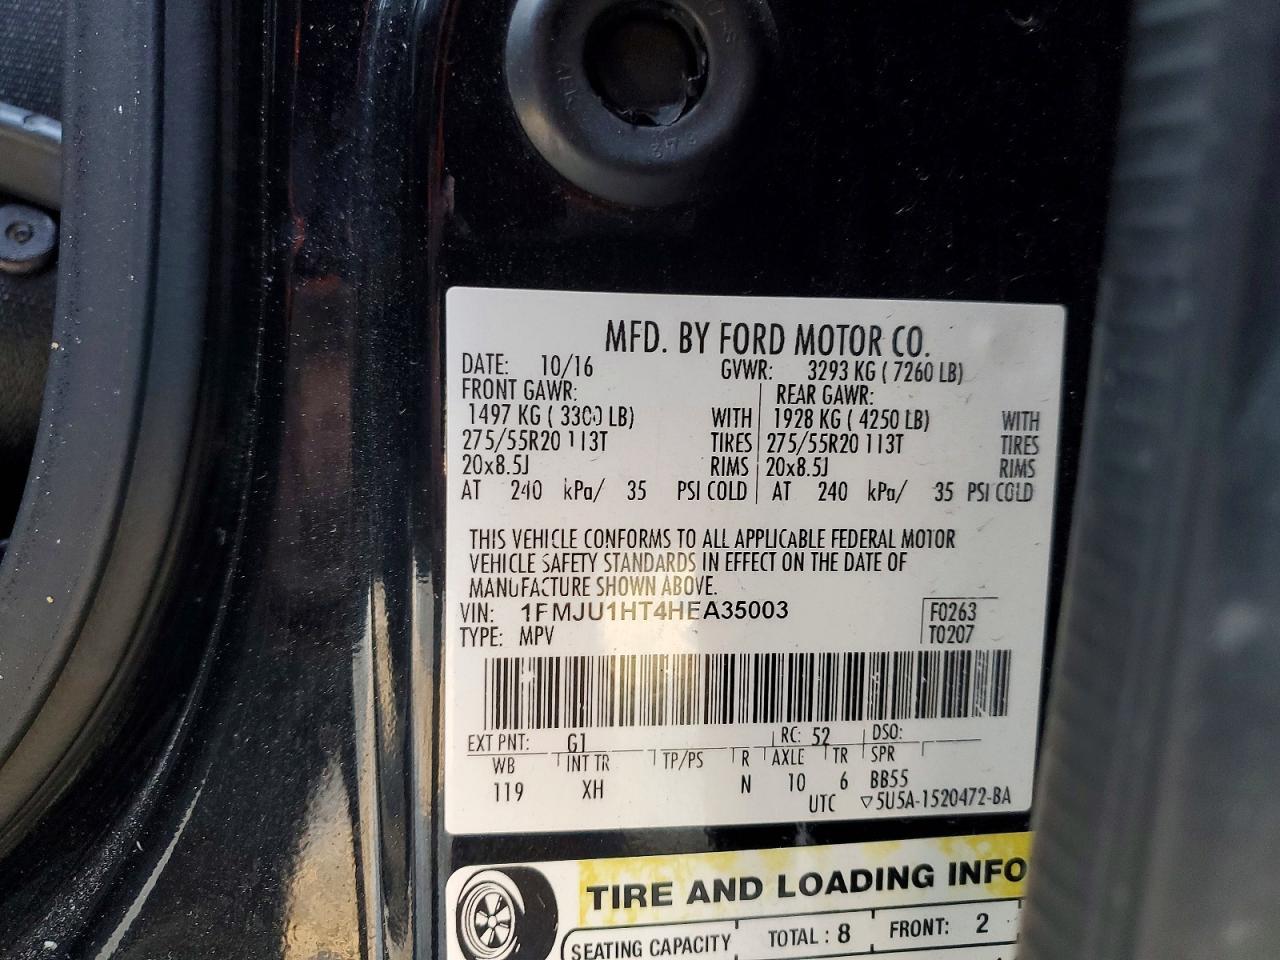 MFD. BY FORD MOTOR CO.
DATE: 10/16 GVWR: 3293 KG ( 7260 LB)
FRONT GAWR: REAR GAWR:
1497 KG ( 3300 LB) WITH 1928 KG ( 4250 LB) WITH
275/55R20 113T TIRES 275/55R20 113T TIRES
20x8.5J RIMS 20x8.5J RIMS
AT 240 kPa/ 35 PSI COLD AT 240 kPa/ 35 PSI COLD
THIS VEHICLE CONFORMS TO ALL APPLICABLE FEDERAL MOTOR
VEHICLE SAFETY STANDARDS IN EFFECT ON THE DATE OF
MANUFACTURE SHOWN ABOVE.
VIN: 1FMJU1HT4HEA35003 F0263
TYPE: MPV T0207
EXT PNT: G1 RC: 52 DSO:
WB INT TR TP/PS R AXLE TR SPR
119 XH N 10 6 BB55
UTC ▽5U5A-1520472-BA
TIRE AND LOADING INFO
SEATING CAPACITY TOTAL : 8 FRONT: 2